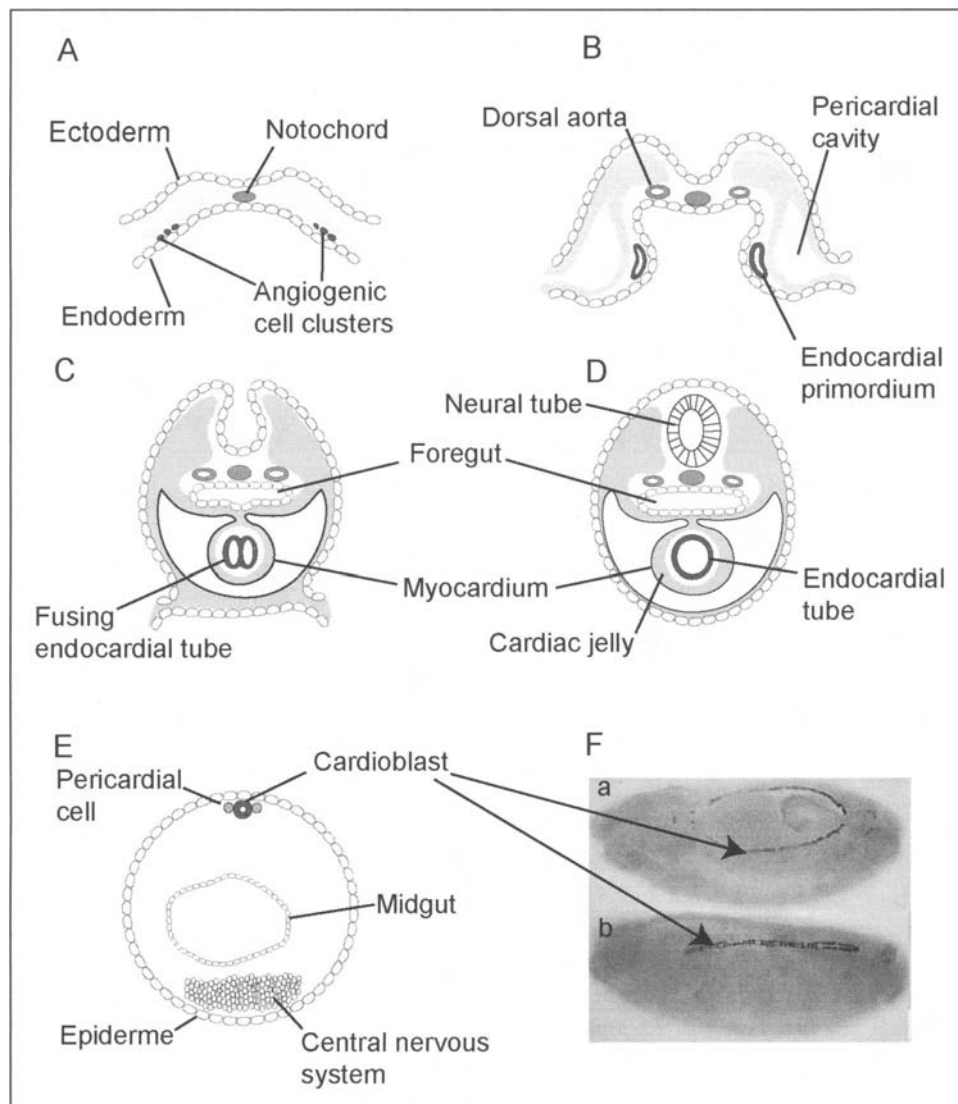 A
B
Ectoderm
Notochord
Dorsal aorta
Pericardial
cavity
Endoderm
Angiogenic
cell clusters
Endocardial
primordium
C
D
Neural tube
Foregut
Myocardium
Fusing
endocardial tube
Cardiac jelly
Endocardial
tube
E
F
Pericardial
cell
Cardioblast
a
Midgut
b
Epiderme
Central nervous
system